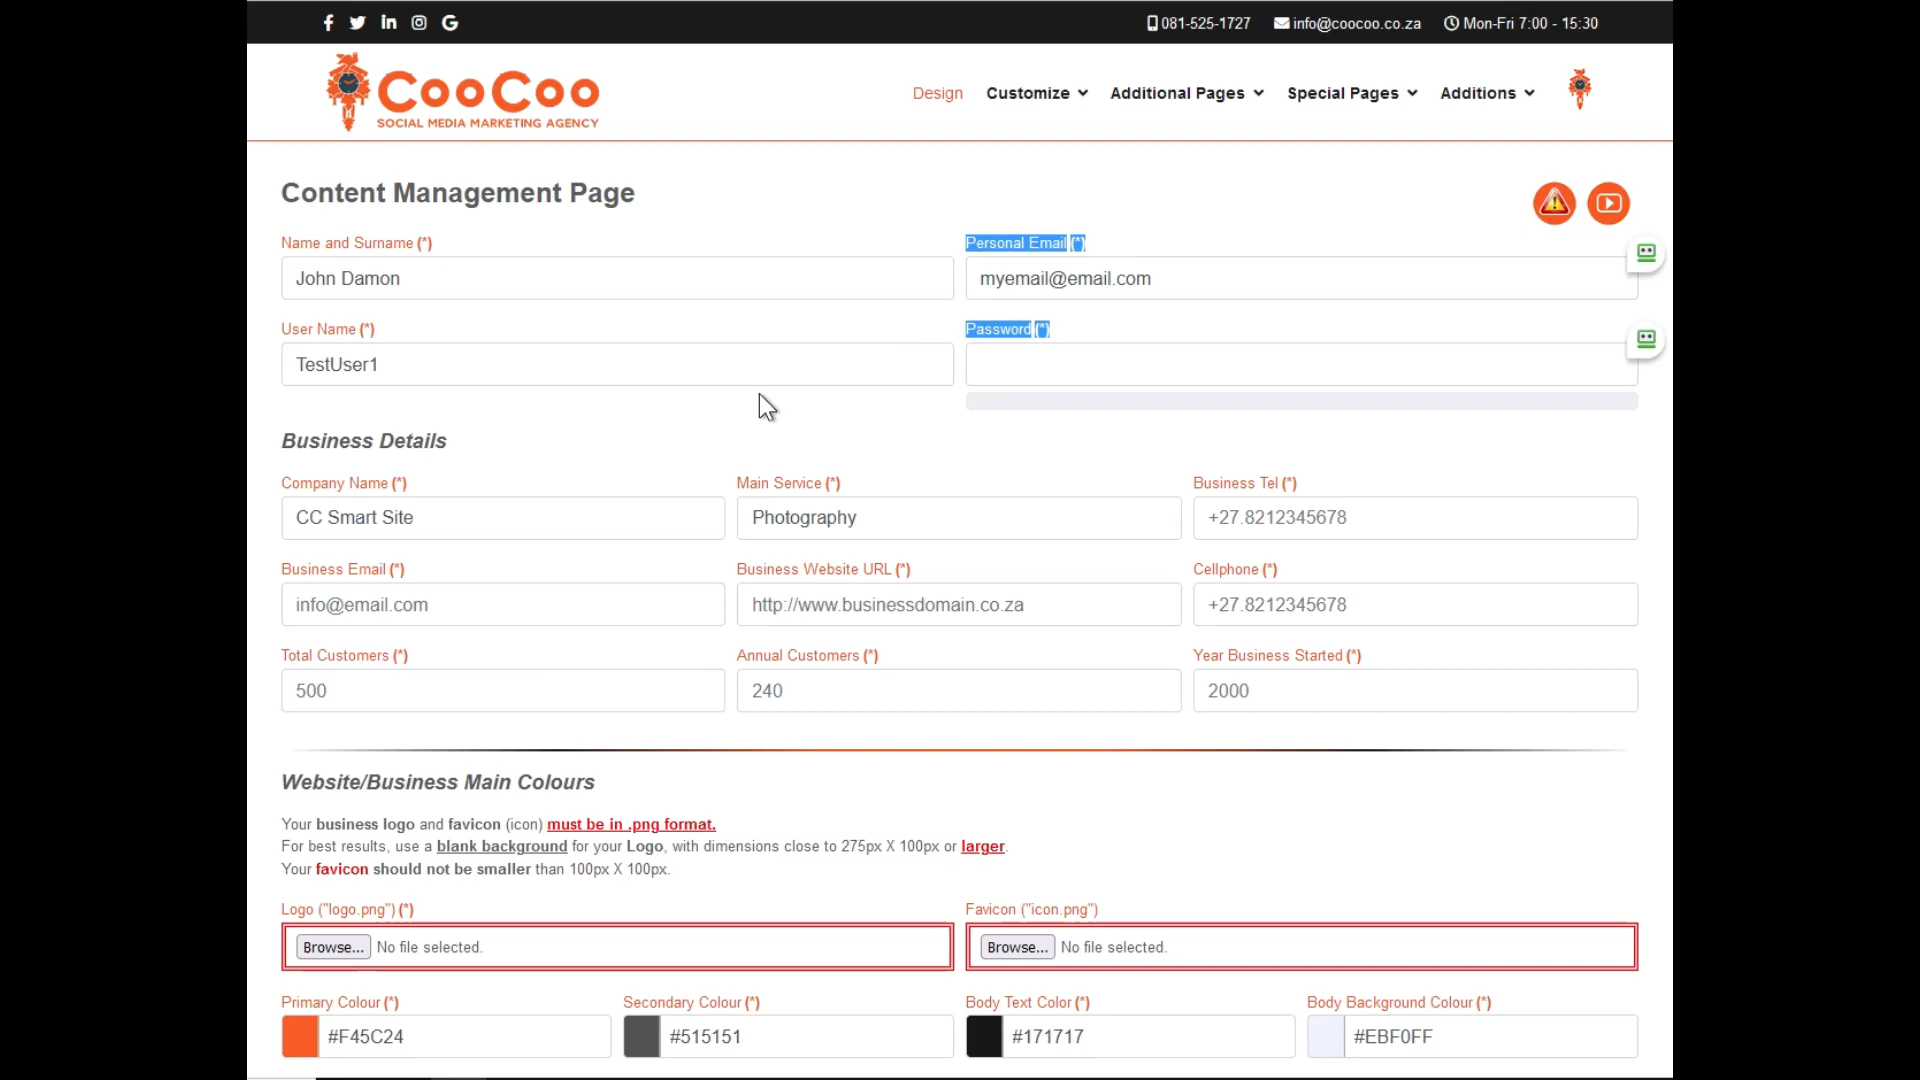 081-525-1727 info@coocoo.co.za Mon-Fri 7:00 - 15:30
CooCoo
SOCIAL MEDIA MARKETING AGENCY
Design Customize Additional Pages Special Pages Additions
Content Management Page
Name and Surname (*) Personal Email (*)
John Damon myemail@email.com
User Name (*) Password (*)
TestUser1
Business Details
Company Name (*) Main Service (*) Business Tel (*)
CC Smart Site Photography +27.8212345678
Business Email (*) Business Website URL (*) Cellphone (*)
info@email.com http://www.businessdomain.co.za +27.8212345678
Total Customers (*) Annual Customers (*) Year Business Started (*)
500 240 2000
Website/Business Main Colours
Your business logo and favicon (icon) must be in .png format.
For best results, use a blank background for your Logo, with dimensions close to 275px X 100px or larger.
Your favicon should not be smaller than 100px X 100px.
Logo ("logo.png") (*) Favicon ("icon.png")
Browse... No file selected. Browse... No file selected.
Primary Colour (*) Secondary Colour (*) Body Text Color (*) Body Background Colour (*)
#F45C24 #515151 #171717 #EBF0FF